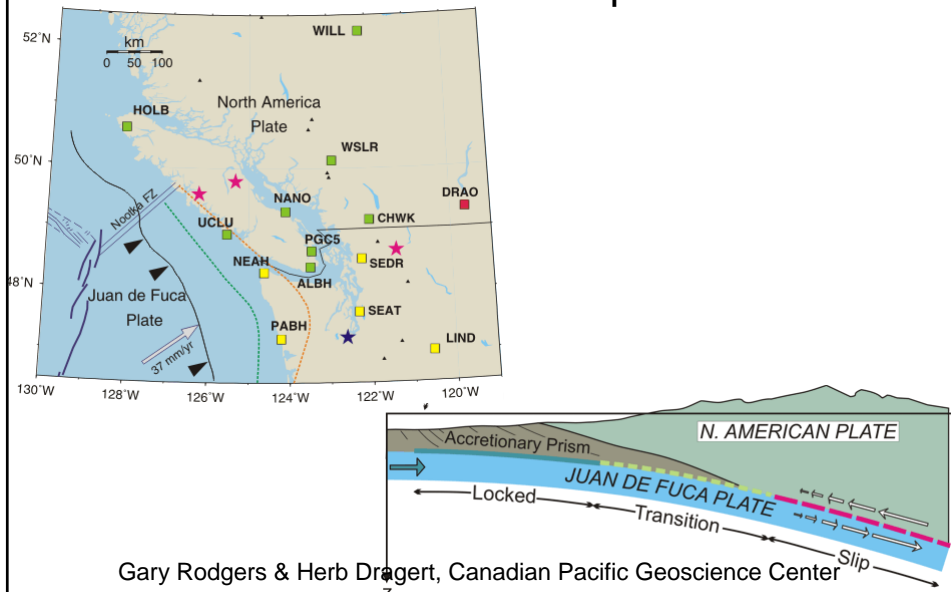 52˚N
km
0 50 100
WILL
HOLB
North America
Plate
WSLR
50˚N
DRAO
NANO
CHWK
Nootka FZ
UCLU
PGC5
NEAH
SEDR
ALBH
48˚N
Juan de Fuca
Plate
SEAT
PABH
LIND
37 mm/yr
130˚W 128˚W 126˚W 124˚W 122˚W 120˚W
N. AMERICAN PLATE
Accretionary Prism
JUAN DE FUCA PLATE
Locked
Transition
Slip
Gary Rodgers & Herb Dragert, Canadian Pacific Geoscience Center